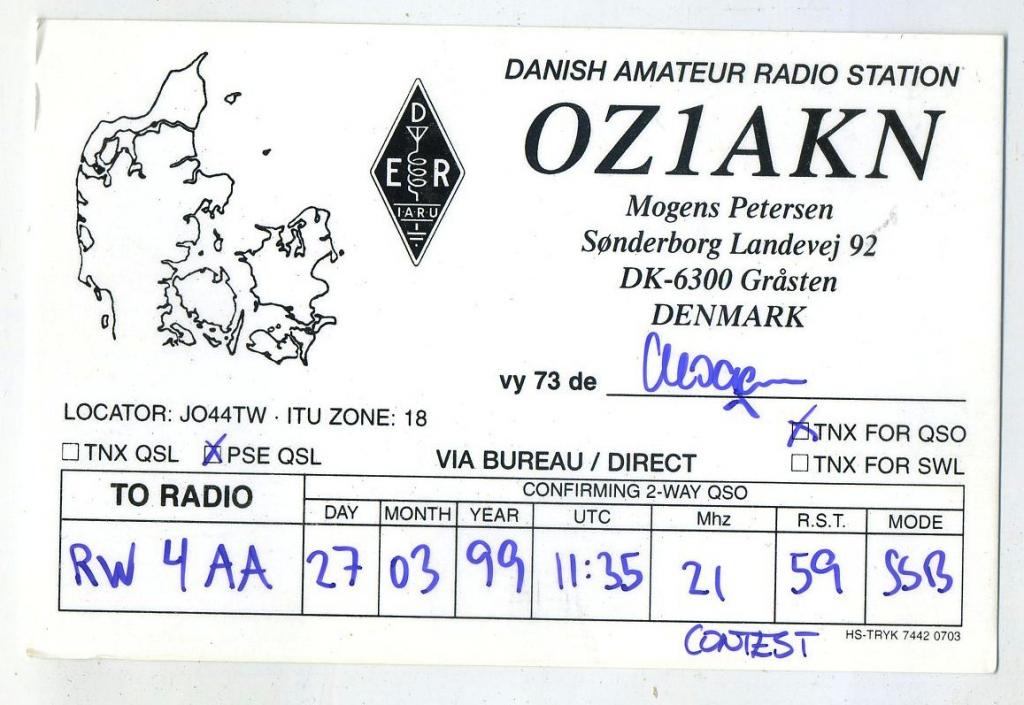 DANISH AMATEUR RADIO STATION
OZ1AKN
Mogens Petersen
Sønderborg Landevej 92
DK-6300 Gråsten
DENMARK
D
E R
I.A.R.U
vy 73 de Mogens
LOCATOR: JO44TW · ITU ZONE: 18
☒ TNX FOR QSO
☐ TNX QSL ☒ PSE QSL VIA BUREAU / DIRECT ☐ TNX FOR SWL
TO RADIO CONFIRMING 2-WAY QSO
DAY MONTH YEAR UTC Mhz R.S.T. MODE
RW 4 AA 27 03 99 11:35 21 59 SSB
CONTEST HS-TRYK 7442 0703